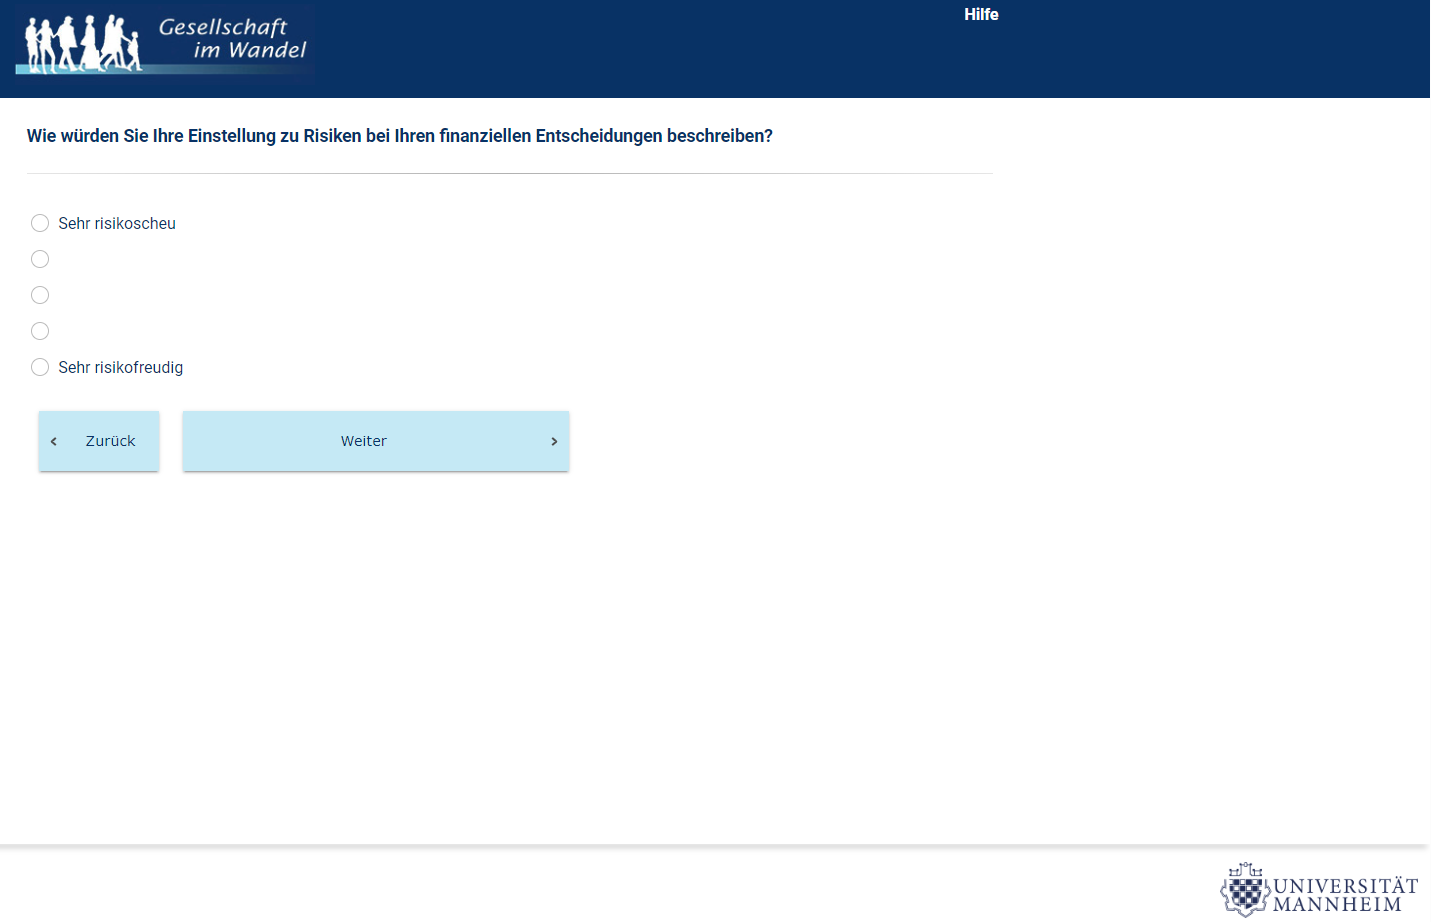 Gesellschaft
im Wandel
Hilfe
Wie würden Sie Ihre Einstellung zu Risiken bei Ihren finanziellen Entscheidungen beschreiben?
Sehr risikoscheu
Sehr risikofreudig
Zurück
Weiter
UNIVERSITÄT
MANNHEIM